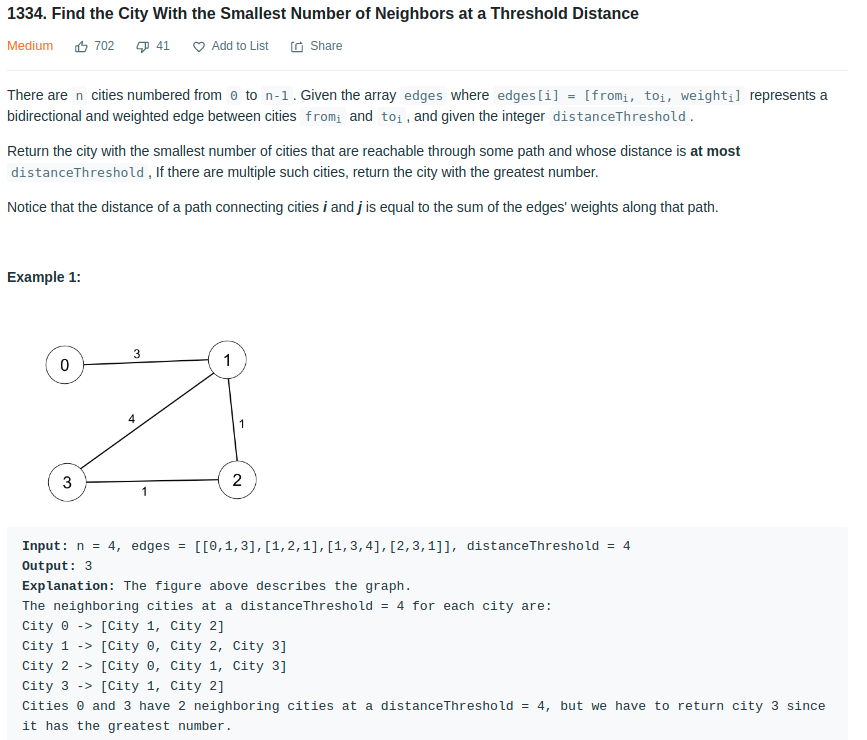 1334. Find the City With the Smallest Number of Neighbors at a Threshold Distance
Medium 702 41 Add to List Share
There are n cities numbered from 0 to n-1. Given the array edges where edges[i] = [fromᵢ, toᵢ, weightᵢ] represents a
bidirectional and weighted edge between cities fromᵢ and toᵢ, and given the integer distanceThreshold.
Return the city with the smallest number of cities that are reachable through some path and whose distance is at most
distanceThreshold, If there are multiple such cities, return the city with the greatest number.
Notice that the distance of a path connecting cities i and j is equal to the sum of the edges' weights along that path.
Example 1:
3
0
1
4
1
3
2
1
Input: n = 4, edges = [[0,1,3],[1,2,1],[1,3,4],[2,3,1]], distanceThreshold = 4
Output: 3
Explanation: The figure above describes the graph.
The neighboring cities at a distanceThreshold = 4 for each city are:
City 0 -> [City 1, City 2]
City 1 -> [City 0, City 2, City 3]
City 2 -> [City 0, City 1, City 3]
City 3 -> [City 1, City 2]
Cities 0 and 3 have 2 neighboring cities at a distanceThreshold = 4, but we have to return city 3 since
it has the greatest number.